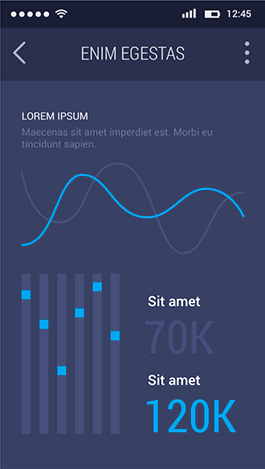 12:45
ENIM EGESTAS
LOREM IPSUM
Maecenas sit amet imperdiet est. Morbi eu
tincidunt sapien.
Sit amet
70K
Sit amet
120K